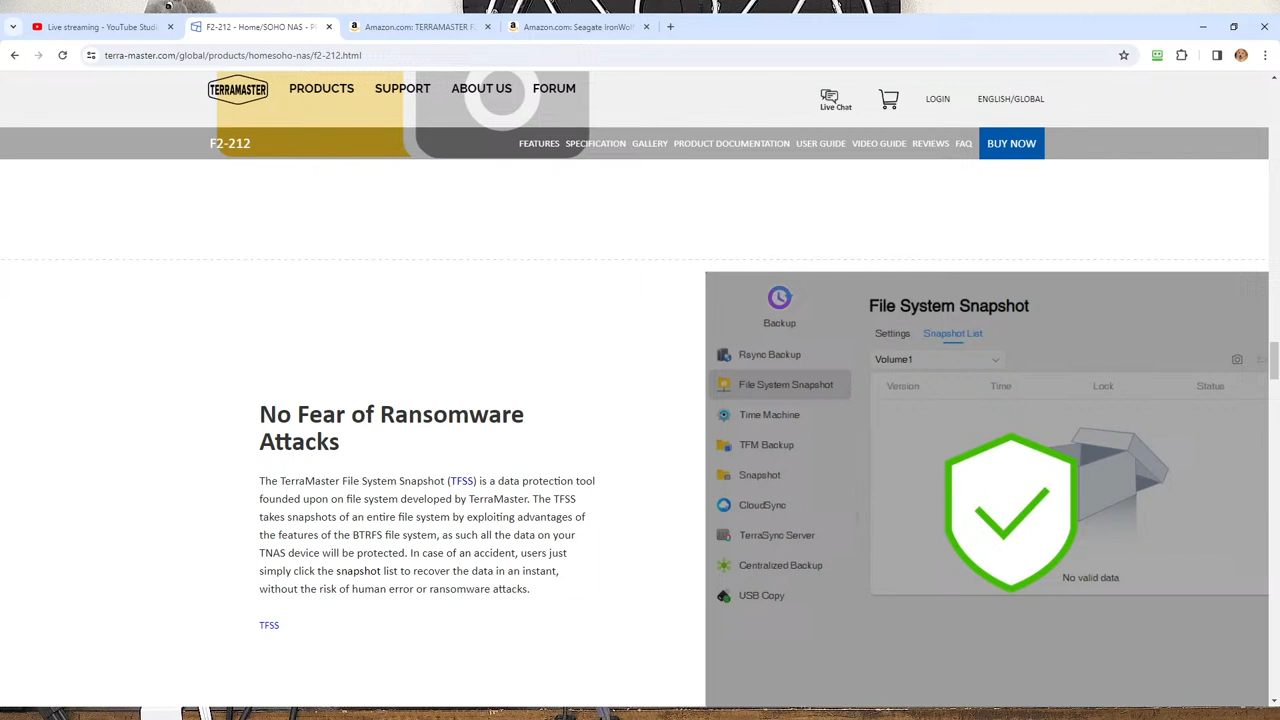 Live streaming - YouTube Studi
F2-212 - Home/SOHO NAS - P
Amazon.com: TERRAMASTER F
Amazon.com: Seagate IronWolf
terra-master.com/global/products/homesoho-nas/f2-212.html
TERRAMASTER
PRODUCTS
SUPPORT
ABOUT US
FORUM
Live Chat
LOGIN
ENGLISH/GLOBAL
F2-212
FEATURES
SPECIFICATION
GALLERY
PRODUCT DOCUMENTATION
USER GUIDE
VIDEO GUIDE
REVIEWS
FAQ
BUY NOW
No Fear of Ransomware
Attacks
The TerraMaster File System Snapshot (TFSS) is a data protection tool
founded upon on file system developed by TerraMaster. The TFSS
takes snapshots of an entire file system by exploiting advantages of
the features of the BTRFS file system, as such all the data on your
TNAS device will be protected. In case of an accident, users just
simply click the snapshot list to recover the data in an instant,
without the risk of human error or ransomware attacks.
TFSS
Backup
Rsync Backup
File System Snapshot
Time Machine
TFM Backup
Snapshot
CloudSync
TerraSync Server
Centralized Backup
USB Copy
File System Snapshot
Settings
Snapshot List
Volume1
Version
Time
Lock
Status
No valid data